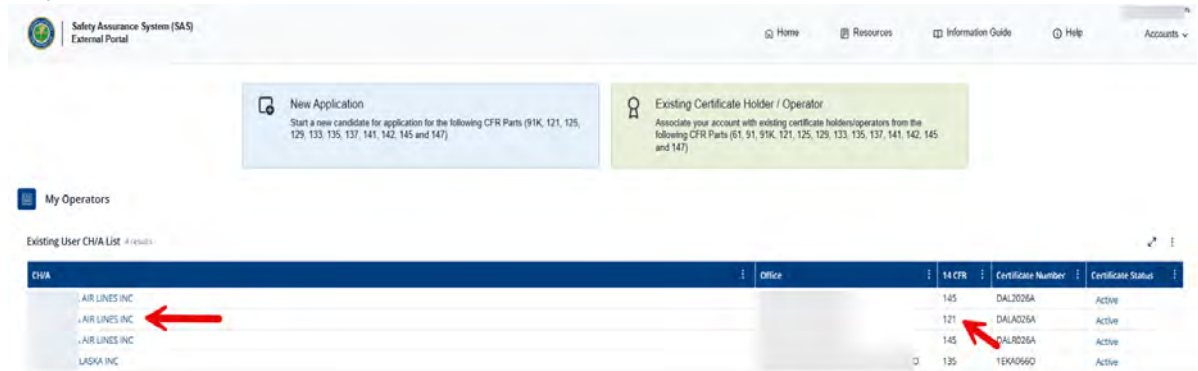 Safety Assurance System (SAS)
External Portal
Home
Resources
Information Guide
Help
Accounts
New Application
Start a new candidate for application for the following CFR Parts (91K, 121, 125,
129, 133, 135, 137, 141, 142, 145 and 147)
Existing Certificate Holder / Operator
Associate your account with existing certificate holders/operators from the
following CFR Parts (61, 91, 91K, 121, 125, 129, 133, 135, 137, 141, 142, 145
and 147)
My Operators
Existing User CH/A List 4 results
CH/A Office 14 CFR Certificate Number Certificate Status
AIR LINES INC 145 DAL2026A Active
AIR LINES INC 121 DALA026A Active
AIR LINES INC 145 DALR026A Active
LASKA INC O 135 1EKA066O Active